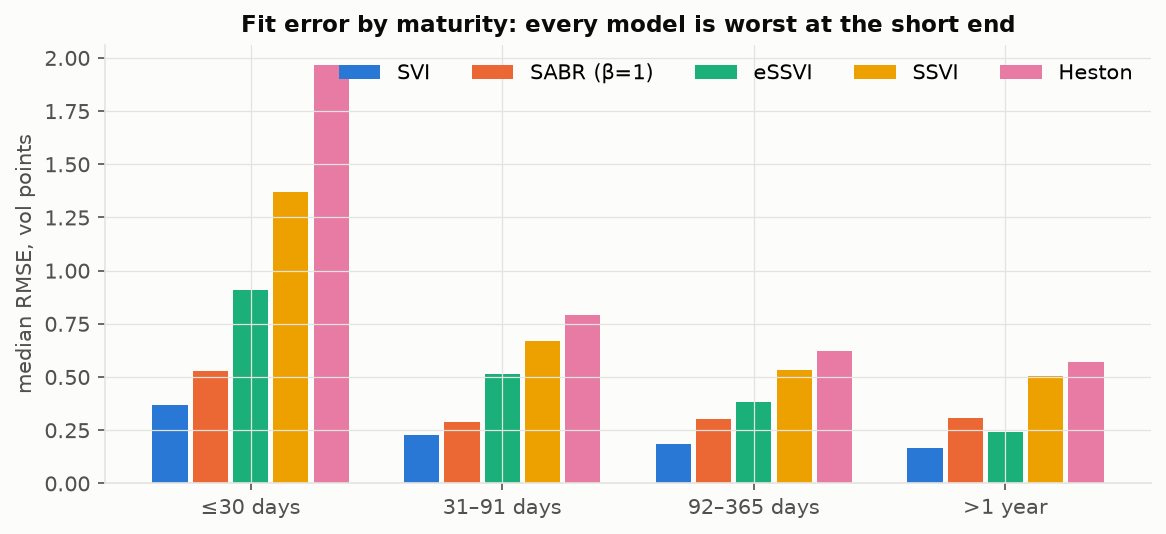 Fit error by maturity: every model is worst at the short end
SVI SABR (β=1) eSSVI SSVI Heston
median RMSE, vol points
2.00
1.75
1.50
1.25
1.00
0.75
0.50
0.25
0.00
≤30 days 31–91 days 92–365 days >1 year